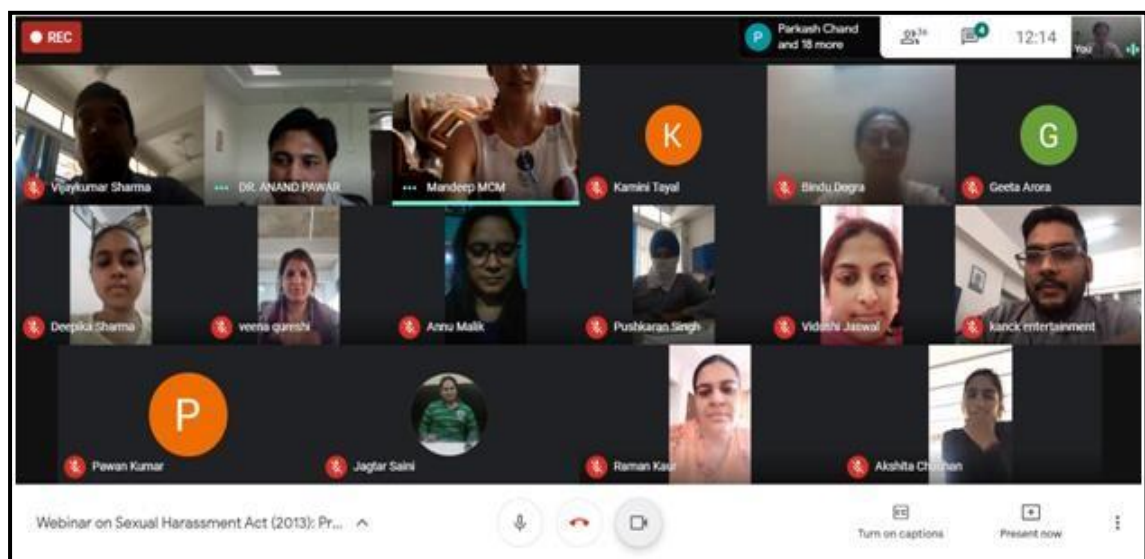 REC
P
Parkash Chand
and 18 more
4
12:14
You
Vijaykumar Sharma
DR. ANAND PAWAR
Mandeep MCM
K
Kamini Tayal
Bindu Dogra
G
Geeta Arora
Deepika Sharma
veena qureshi
Annu Malik
Pushkaran Singh
Vidushi Jaswal
kanck entertainment
P
Pawan Kumar
Jagtar Saini
Raman Kaur
Akshita Chauhan
Webinar on Sexual Harassment Act (2013): Pr...
Turn on captions
Present now